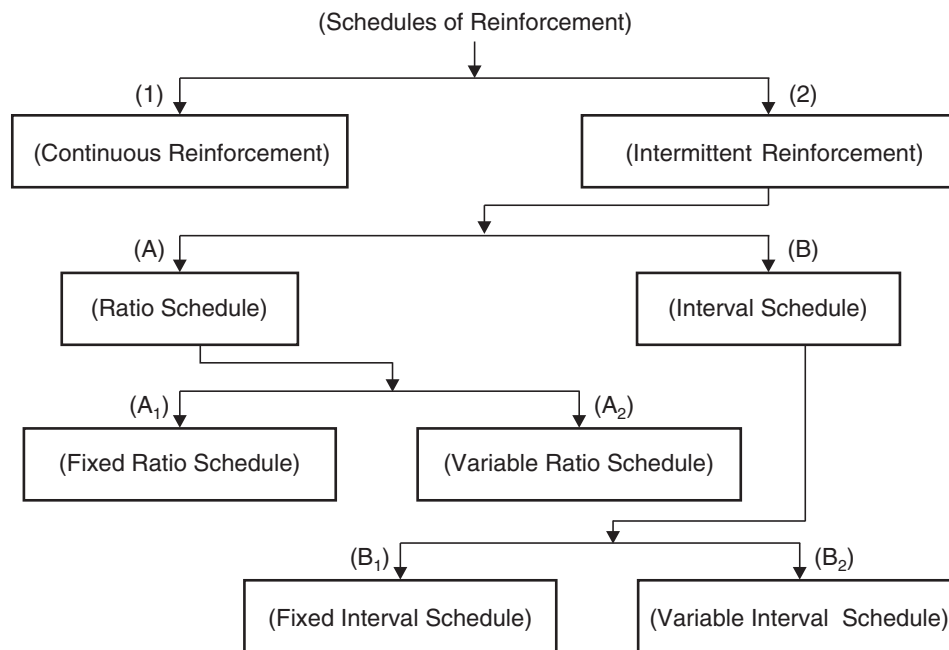 (Schedules of Reinforcement)
(1)
(2)
(Continuous Reinforcement)
(Intermittent Reinforcement)
(A)
(B)
(Ratio Schedule)
(Interval Schedule)
(A₁)
(A₂)
(Fixed Ratio Schedule)
(Variable Ratio Schedule)
(B₁)
(B₂)
(Fixed Interval Schedule)
(Variable Interval Schedule)